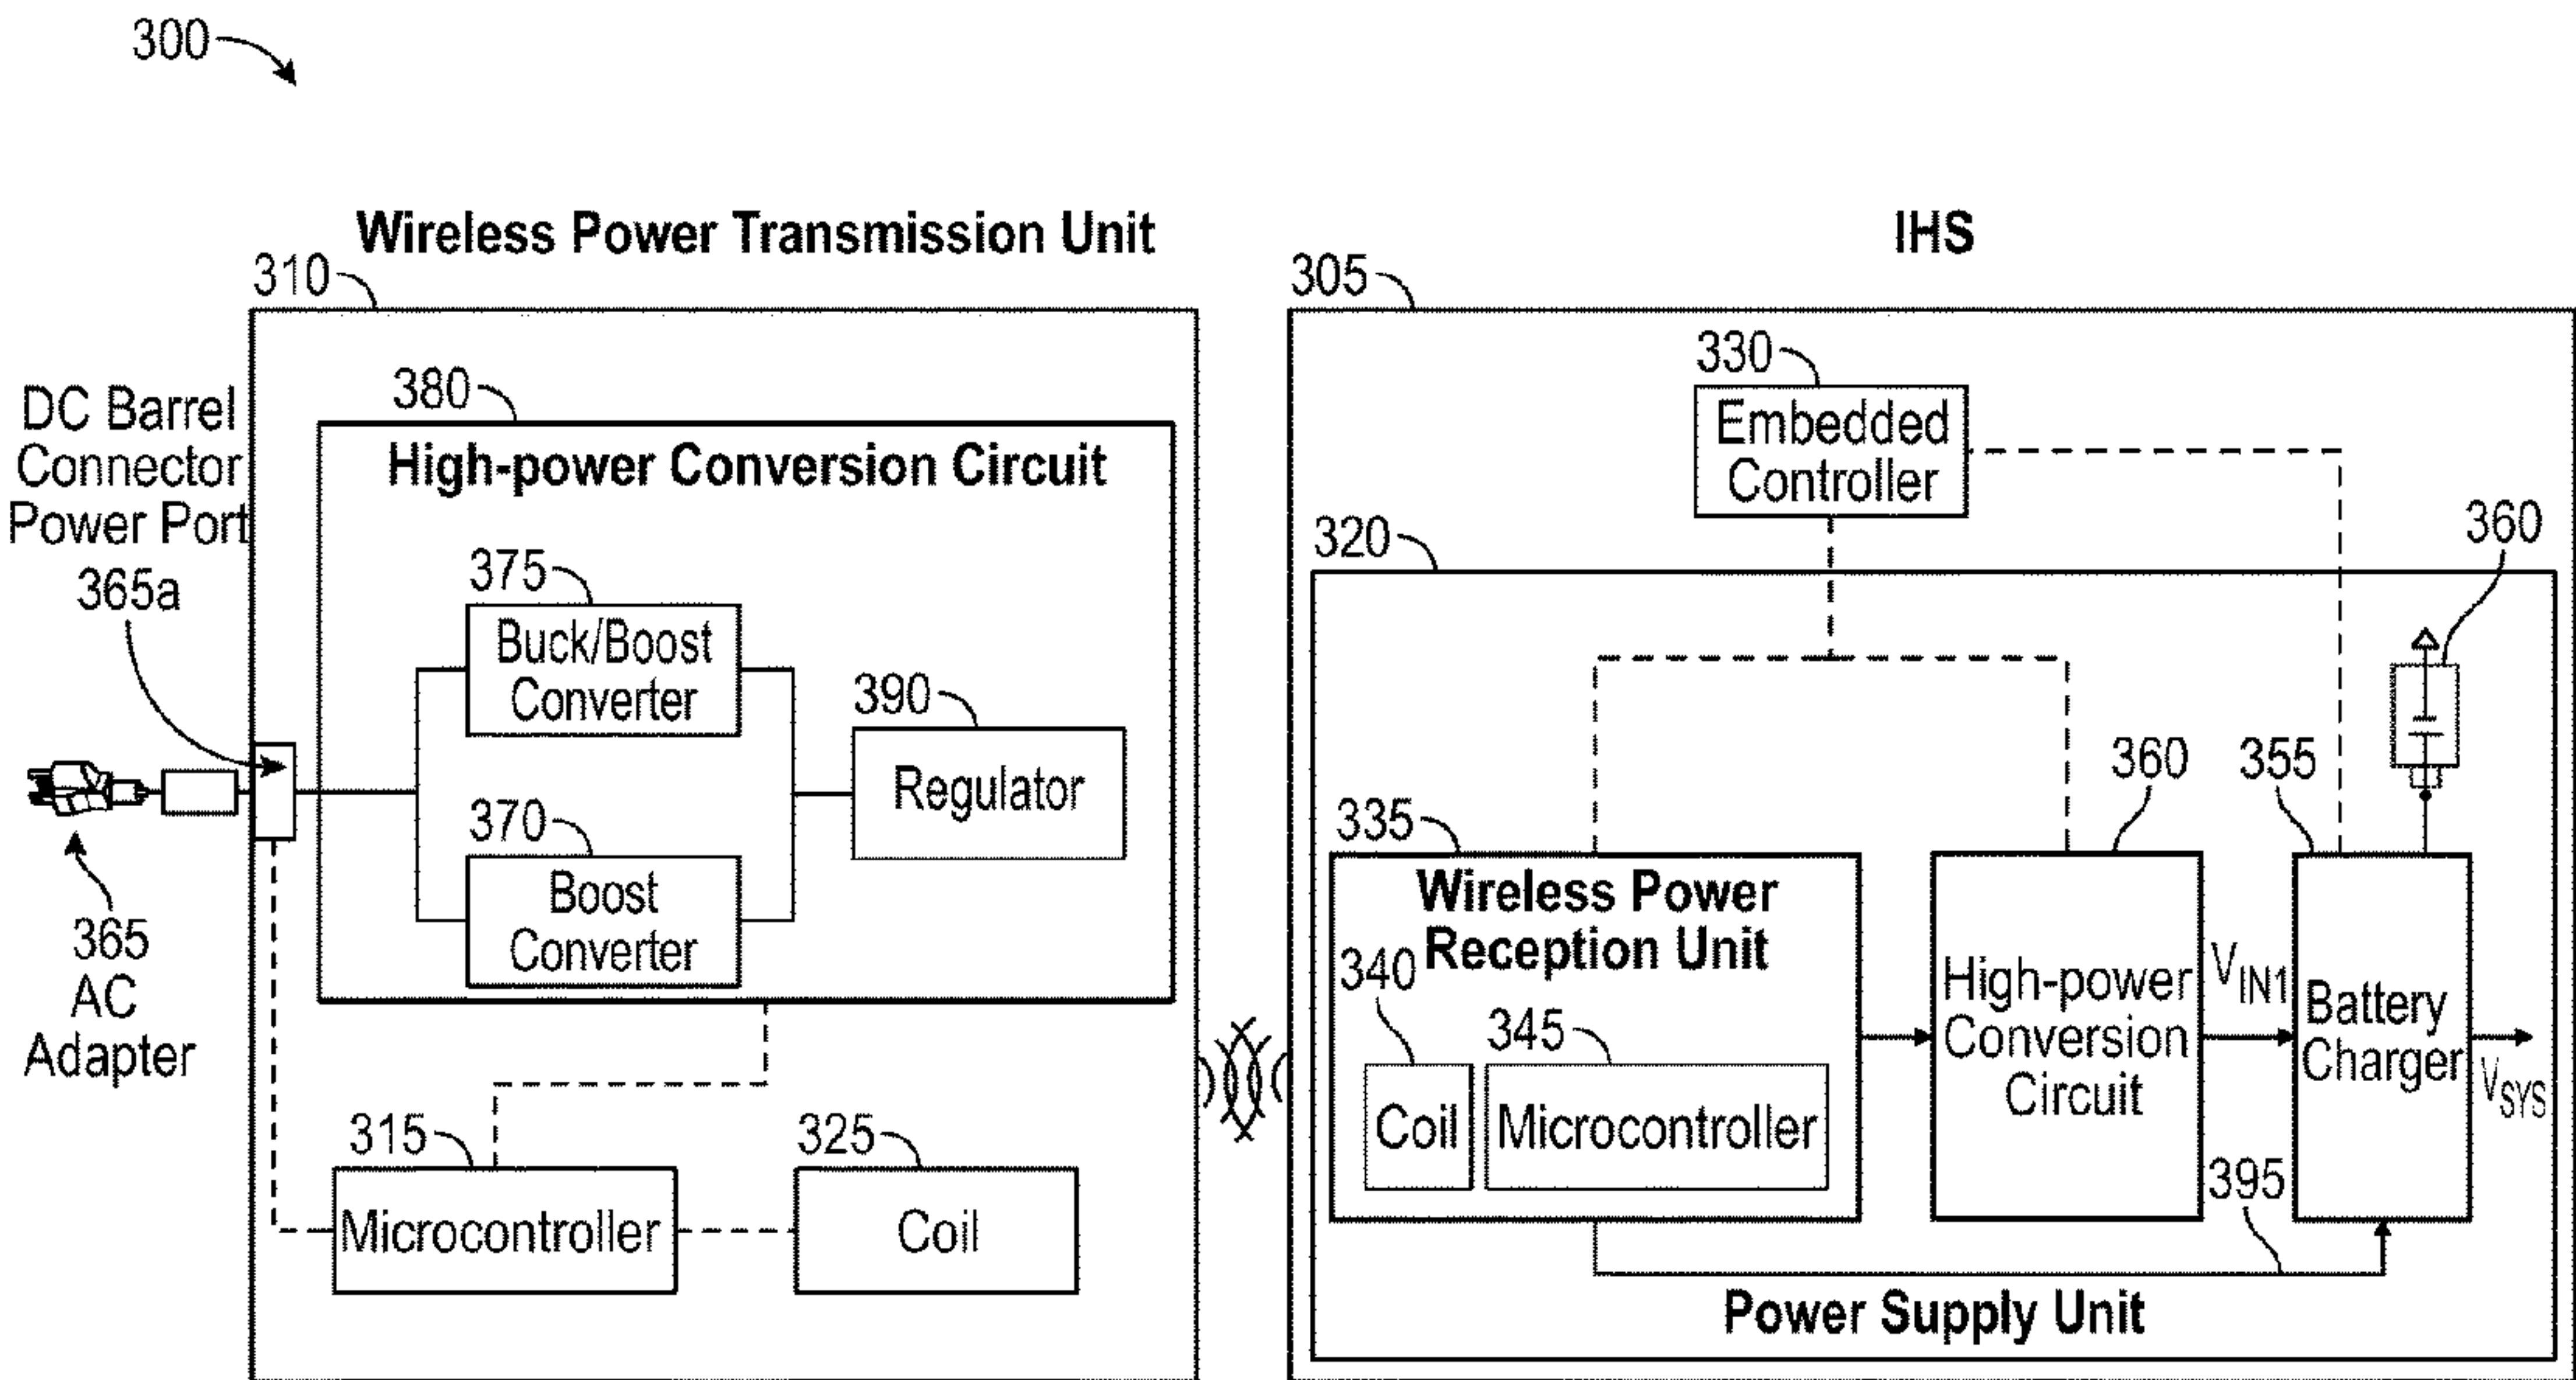 300
Wireless Power Transmission Unit
310
DC Barrel
Connector
Power Port
365a
365
AC
Adapter
380
High-power Conversion Circuit
375
Buck/Boost
Converter
370
Boost
Converter
390
Regulator
315
Microcontroller
325
Coil
IHS
305
330
Embedded
Controller
320
360
335
Wireless Power
Reception Unit
340
Coil
345
Microcontroller
360
High-power
Conversion
Circuit
VIN1
355
Battery
Charger
VSYS
395
Power Supply Unit